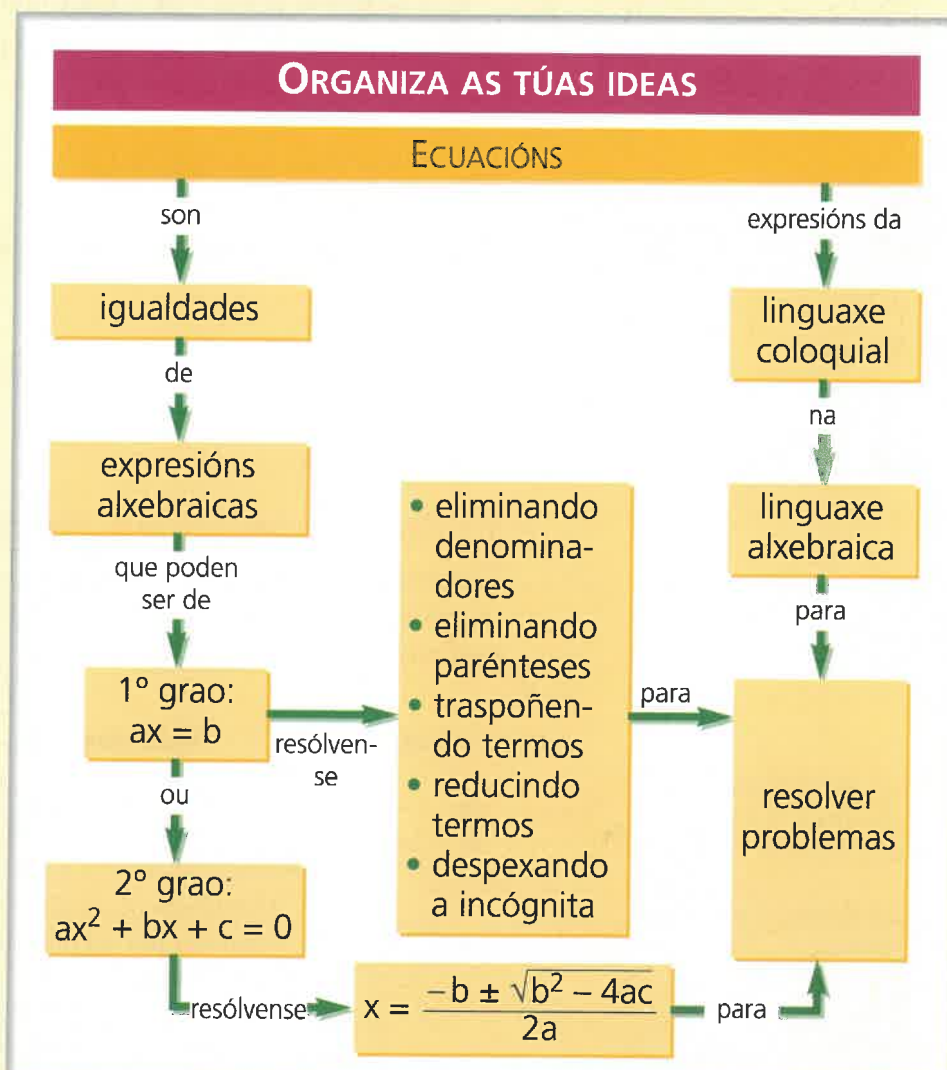 ORGANIZA AS TÚAS IDEAS
ECUACIÓNS
son
igualdades
de
expresións
alxebraicas
que poden
ser de
1º grao:
ax = b
ou
2º grao:
ax² + bx + c = 0
resólven-
se
• eliminando
denomina-
dores
• eliminando
parénteses
• traspoñen-
do termos
• reducindo
termos
• despexando
a incógnita
para
resólvense
x = (−b ± √(b² − 4ac)) / 2a
para
expresións da
linguaxe
coloquial
na
linguaxe
alxebraica
para
resolver
problemas